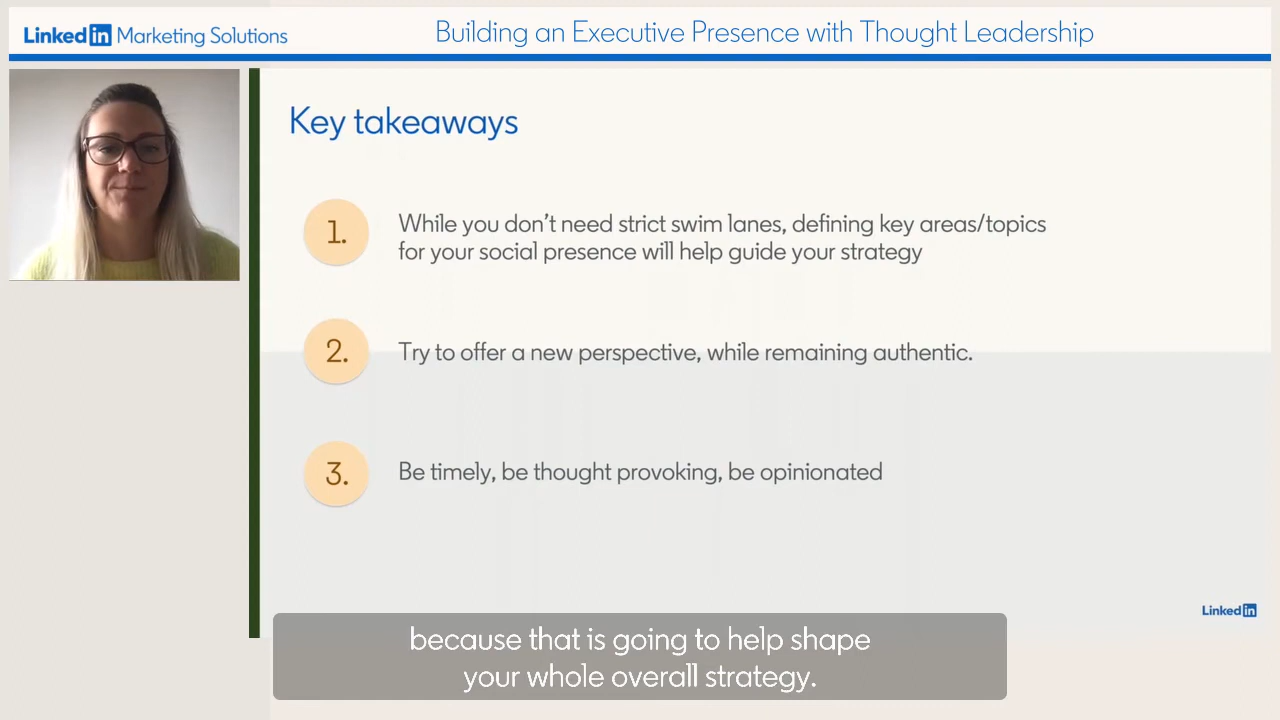 LinkedIn Marketing Solutions
Building an Executive Presence with Thought Leadership
Key takeaways
1.
While you don't need strict swim lanes, defining key areas/topics
for your social presence will help guide your strategy
2.
Try to offer a new perspective, while remaining authentic.
3.
Be timely, be thought provoking, be opinionated
LinkedIn
because that is going to help shape
your whole overall strategy.